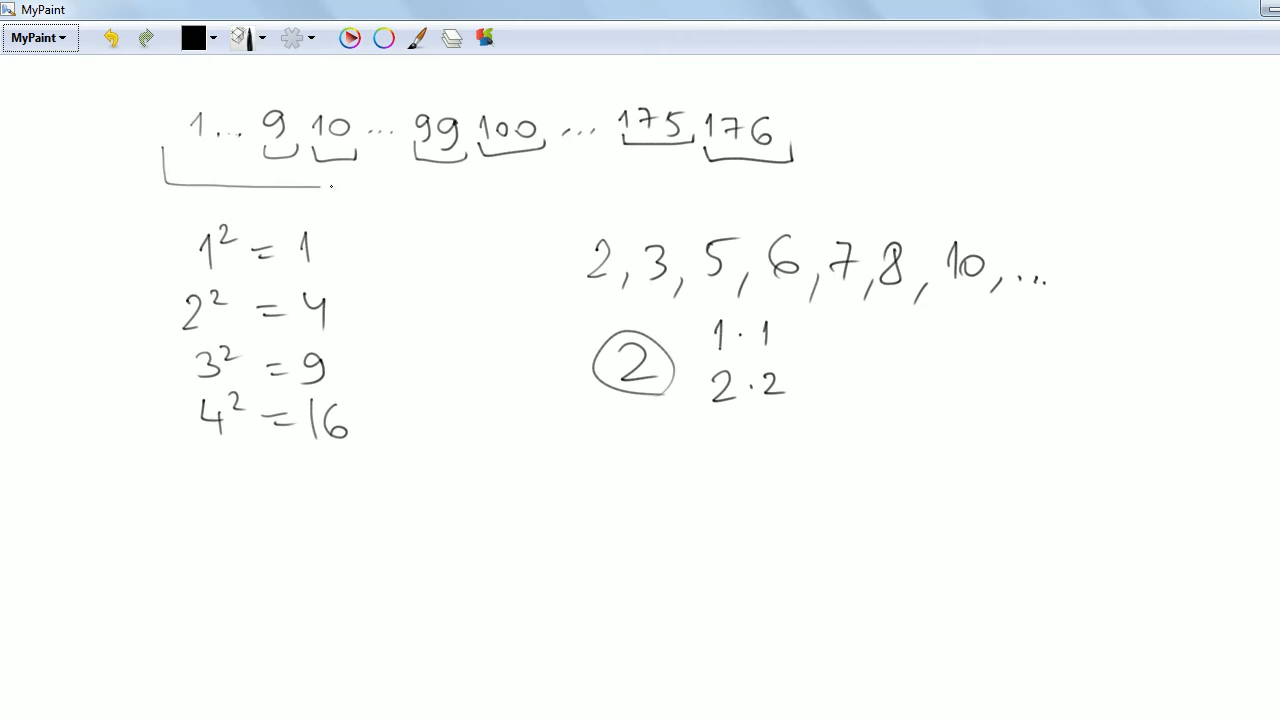 MyPaint
MyPaint
1 ... 9 10 ... 99 100 ... 175 176
1² = 1
2² = 4
3² = 9
4² = 16
2, 3, 5, 6, 7, 8, 10, ...
2
1 · 1
2 · 2